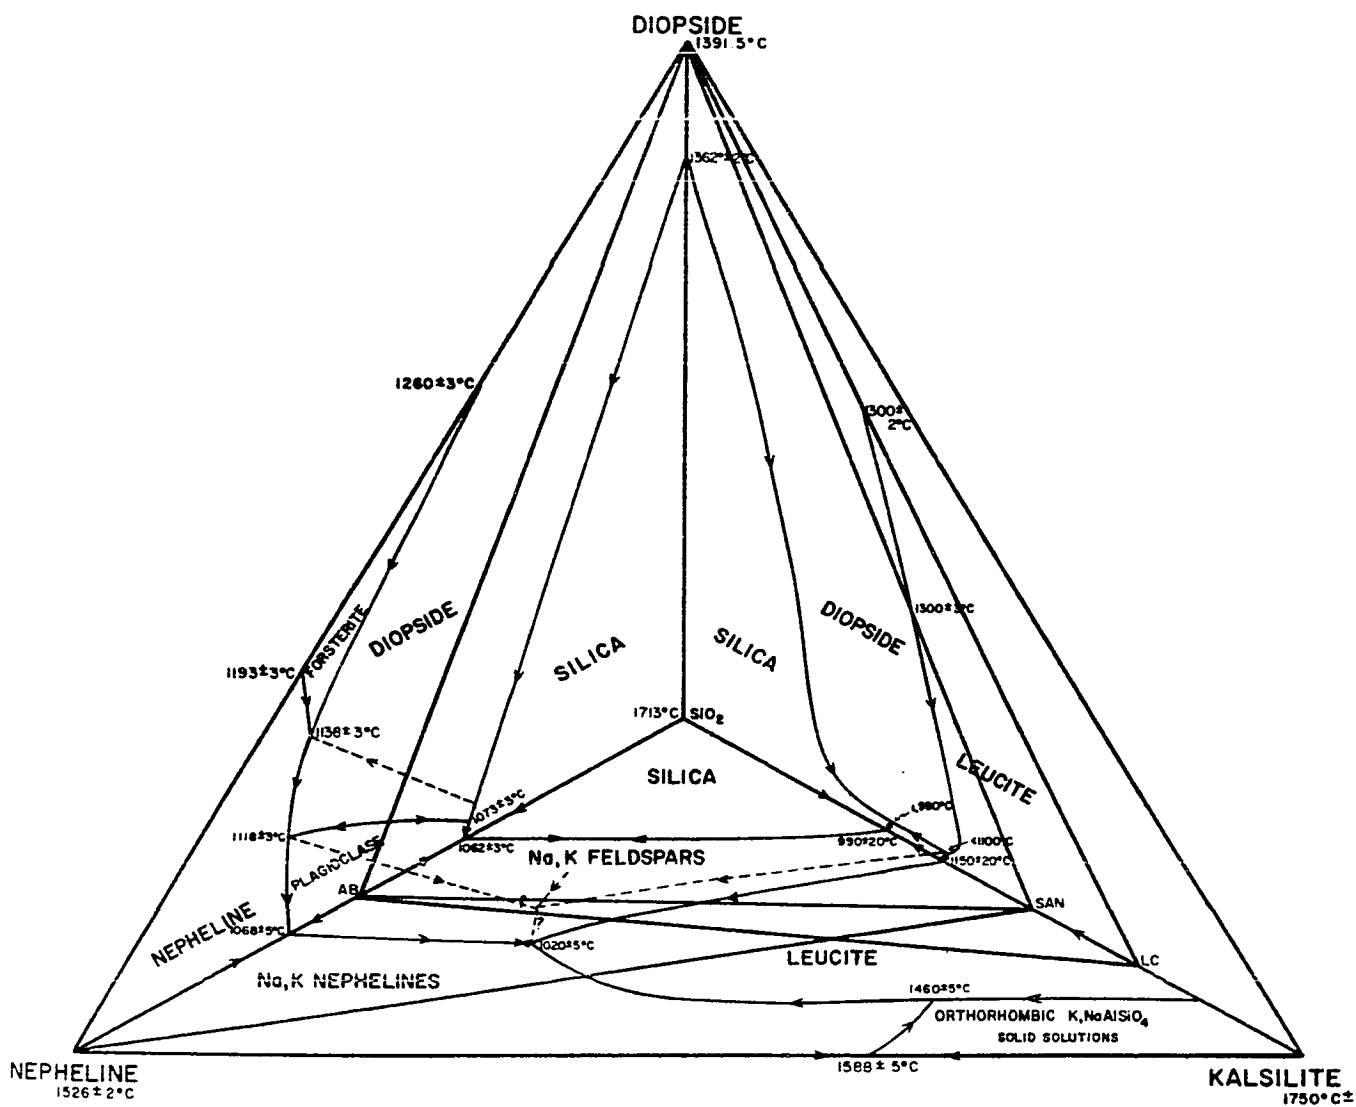 DIOPSIDE
1391.5°C
1362°±2°C
1260±3°C
1300±
2°C
FORSTERITE
DIOPSIDE
SILICA
SILICA
DIOPSIDE
1300±3°C
1193±3°C
1713°C SIO₂
1138±3°C
SILICA
LEUCITE
1073±3°C
<980°C
1118±3°C
PLAGIOCLASE
1062±3°C
990±20°C
<1100°C
Na,K FELDSPARS
1150±20°C
AB
SAN
1?
NEPHELINE
1068±5°C
1020±5°C
LEUCITE
LC
Na,K NEPHELINES
1460±5°C
ORTHORHOMBIC K,NaAlSiO₄
SOLID SOLUTIONS
1588±5°C
NEPHELINE
1526±2°C
KALSILITE
1750°C±